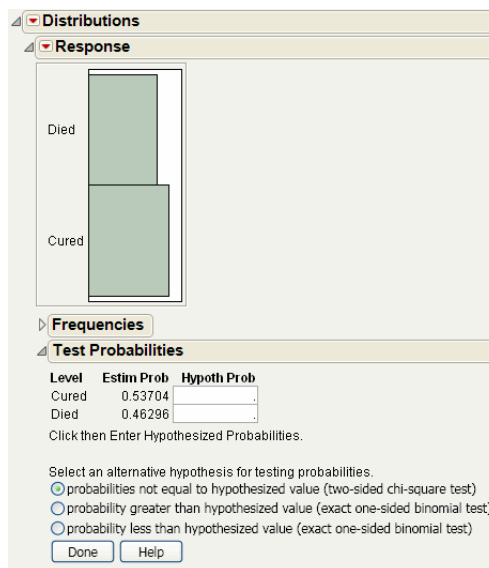 Distributions
Response
Died
Cured
Frequencies
Test Probabilities
Level Estim Prob Hypoth Prob
Cured 0.53704 .
Died 0.46296 .
Click then Enter Hypothesized Probabilities.
Select an alternative hypothesis for testing probabilities.
probabilities not equal to hypothesized value (two-sided chi-square test)
probability greater than hypothesized value (exact one-sided binomial test)
probability less than hypothesized value (exact one-sided binomial test)
Done Help